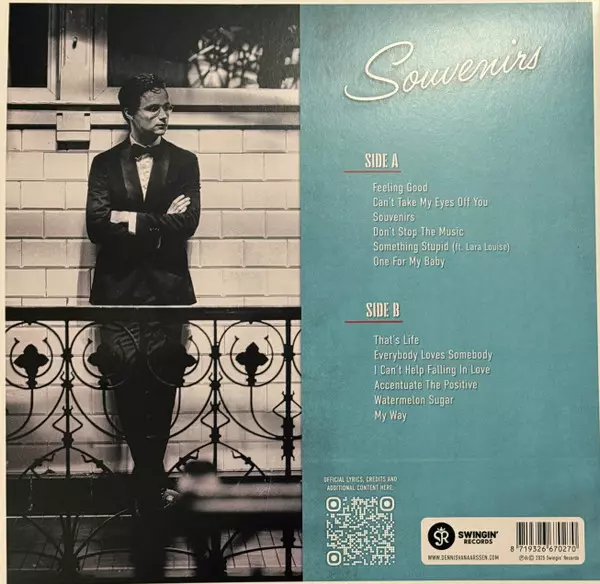 Souvenirs
SIDE A
Feeling Good
Can't Take My Eyes Off You
Souvenirs
Don't Stop The Music
Something Stupid (ft. Lara Louise)
One For My Baby
SIDE B
That's Life
Everybody Loves Somebody
I Can't Help Falling In Love
Accentuate The Positive
Watermelon Sugar
My Way
OFFICIAL LYRICS, CREDITS AND
ADDITIONAL CONTENT HERE:
SR
SWINGIN'
RECORDS
WWW.DENNISVANAARSSEN.COM
8 719326 670270
℗&© 2025 Swingin' Records